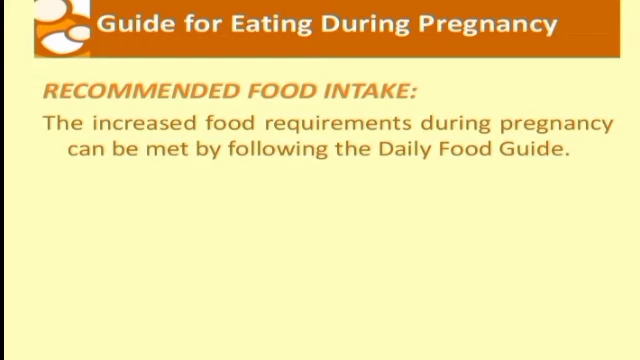 Guide for Eating During Pregnancy
RECOMMENDED FOOD INTAKE:
The increased food requirements during pregnancy
can be met by following the Daily Food Guide.